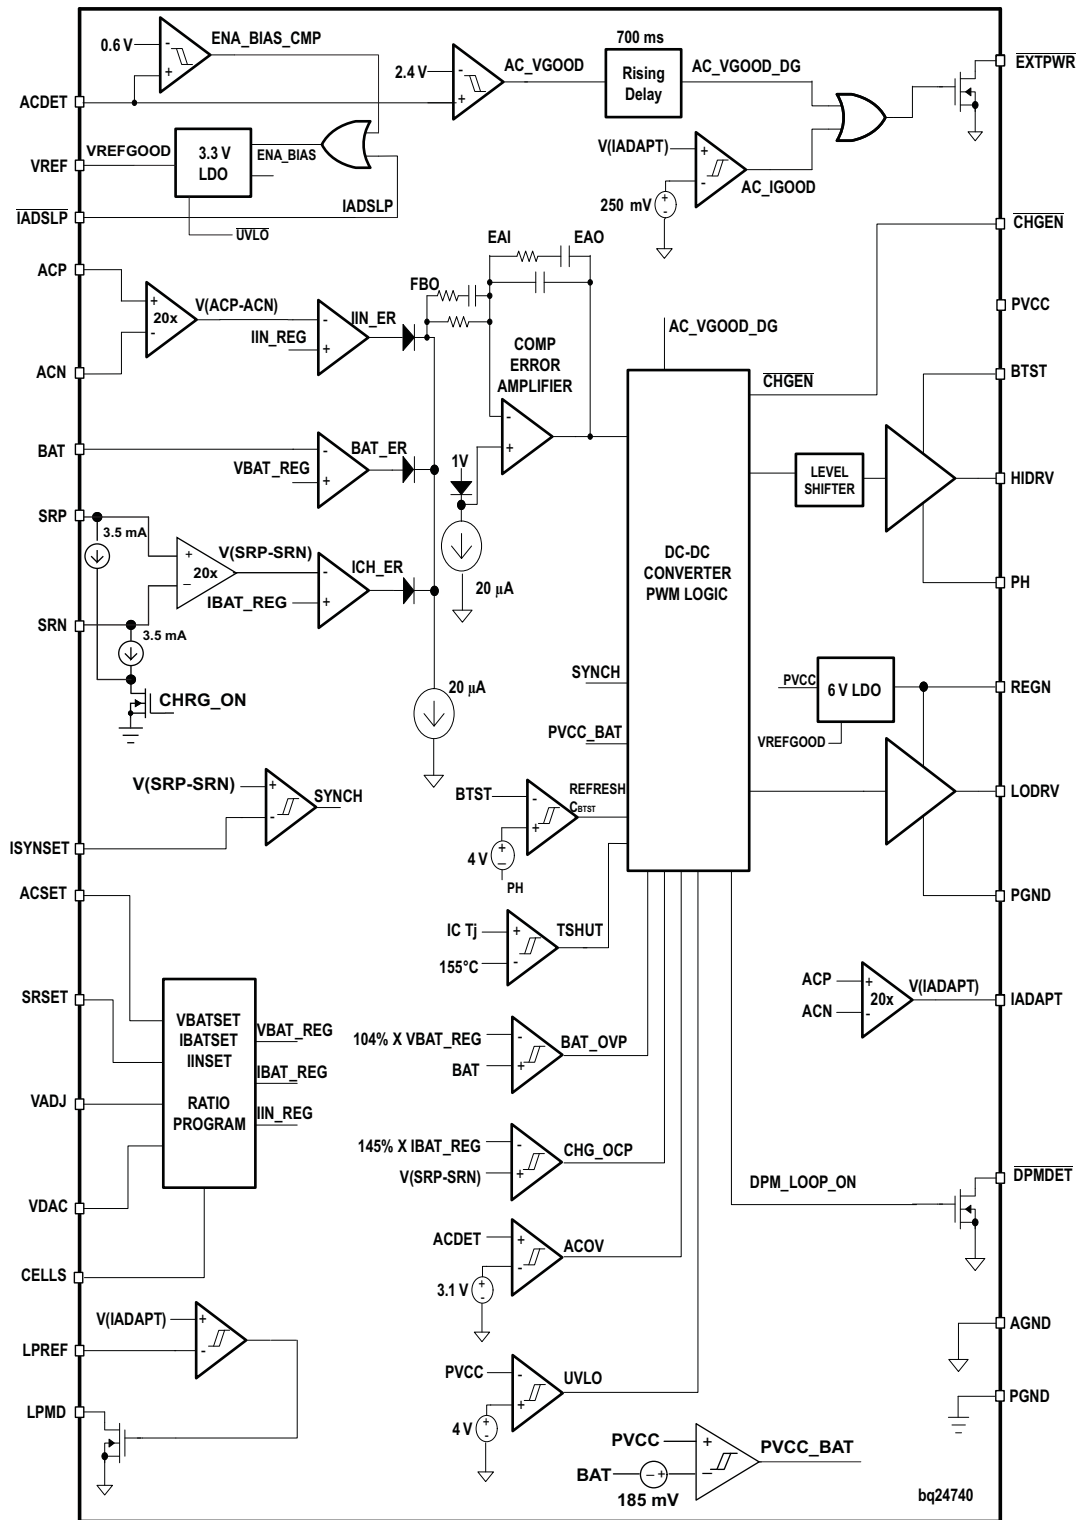 0.6 V
ENA_BIAS_CMP
ACDET
2.4 V
AC_VGOOD
700 ms
Rising
Delay
AC_VGOOD_DG
EXTPWR
VREF
VREFGOOD
3.3 V
LDO
ENA_BIAS
IADSLP
IADSLP
UVLO
V(IADAPT)
AC_IGOOD
250 mV
CHGEN
ACP
20x
V(ACP-ACN)
IIN_REG
IIN_ER
FBO
EAI
EAO
COMP
ERROR
AMPLIFIER
AC_VGOOD_DG
PVCC
ACN
CHGEN
BTST
BAT
VBAT_REG
BAT_ER
1V
20 µA
LEVEL
SHIFTER
HIDRV
SRP
3.5 mA
20x
V(SRP-SRN)
IBAT_REG
ICH_ER
DC-DC
CONVERTER
PWM LOGIC
PH
SRN
3.5 mA
CHRG_ON
20 µA
SYNCH
PVCC_BAT
PVCC
6 V LDO
VREFGOOD
REGN
V(SRP-SRN)
SYNCH
ISYNSET
BTST
REFRESH
CBTST
4 V
PH
LODRV
PGND
ACSET
IC Tj
155°C
TSHUT
SRSET
VBATSET
IBATSET
IINSET
RATIO
PROGRAM
VBAT_REG
IBAT_REG
IIN_REG
VADJ
VDAC
CELLS
ACP
ACN
20x
V(IADAPT)
IADAPT
104% X VBAT_REG
BAT
BAT_OVP
145% X IBAT_REG
V(SRP-SRN)
CHG_OCP
DPM_LOOP_ON
DPMDET
ACDET
3.1 V
ACOV
V(IADAPT)
LPREF
LPMD
PVCC
4 V
UVLO
AGND
PGND
PVCC
BAT
185 mV
PVCC_BAT
bq24740